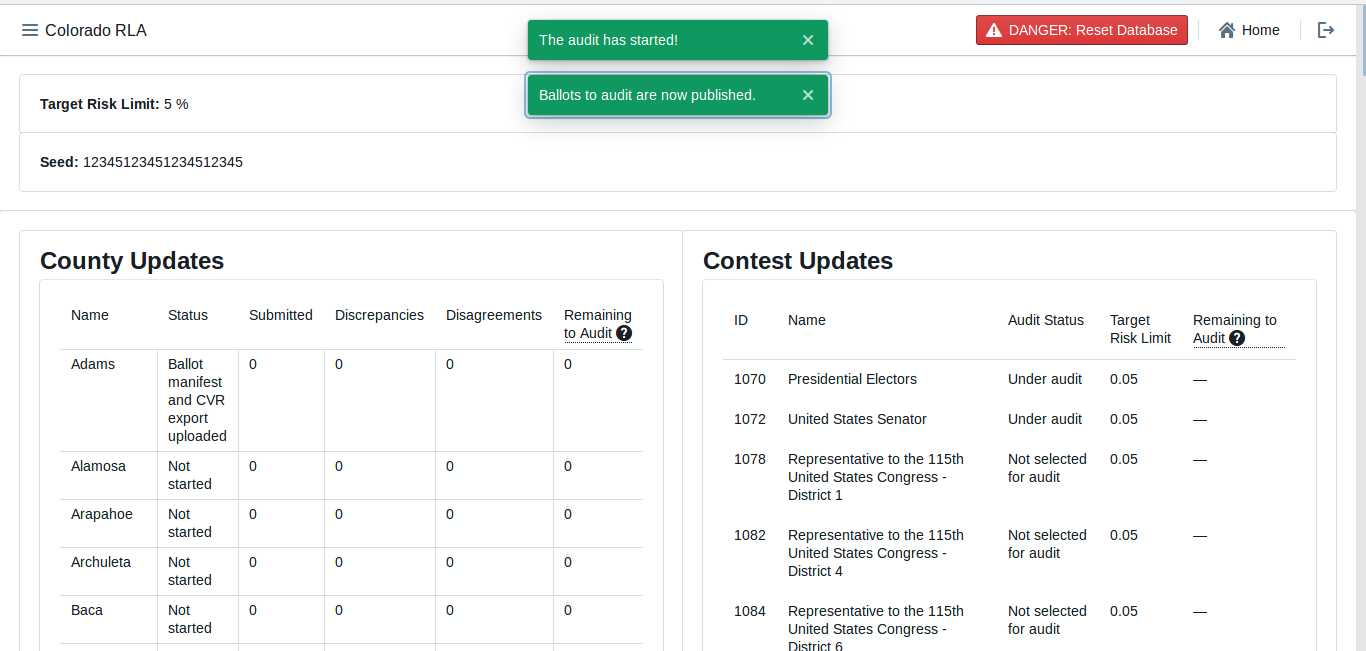 Colorado RLA
The audit has started!
DANGER: Reset Database
Home
Ballots to audit are now published.
Target Risk Limit: 5 %
Seed: 12345123451234512345
County Updates
Name Status Submitted Discrepancies Disagreements Remaining
to Audit ?
Adams Ballot 0 0 0 0
manifest
and CVR
export
uploaded
Alamosa Not 0 0 0 0
started
Arapahoe Not 0 0 0 0
started
Archuleta Not 0 0 0 0
started
Baca Not 0 0 0 0
started
Contest Updates
ID Name Audit Status Target Remaining to
Risk Limit Audit ?
1070 Presidential Electors Under audit 0.05 —
1072 United States Senator Under audit 0.05 —
1078 Representative to the 115th Not selected 0.05 —
United States Congress - for audit
District 1
1082 Representative to the 115th Not selected 0.05 —
United States Congress - for audit
District 4
1084 Representative to the 115th Not selected 0.05 —
United States Congress - for audit
District 6